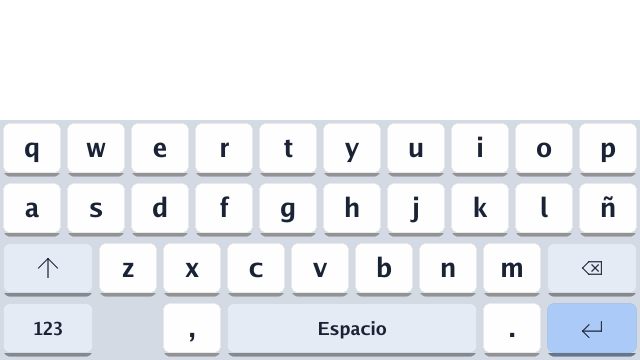 q w e r t y u i o p
a s d f g h j k l ñ
z x c v b n m
123 , Espacio .